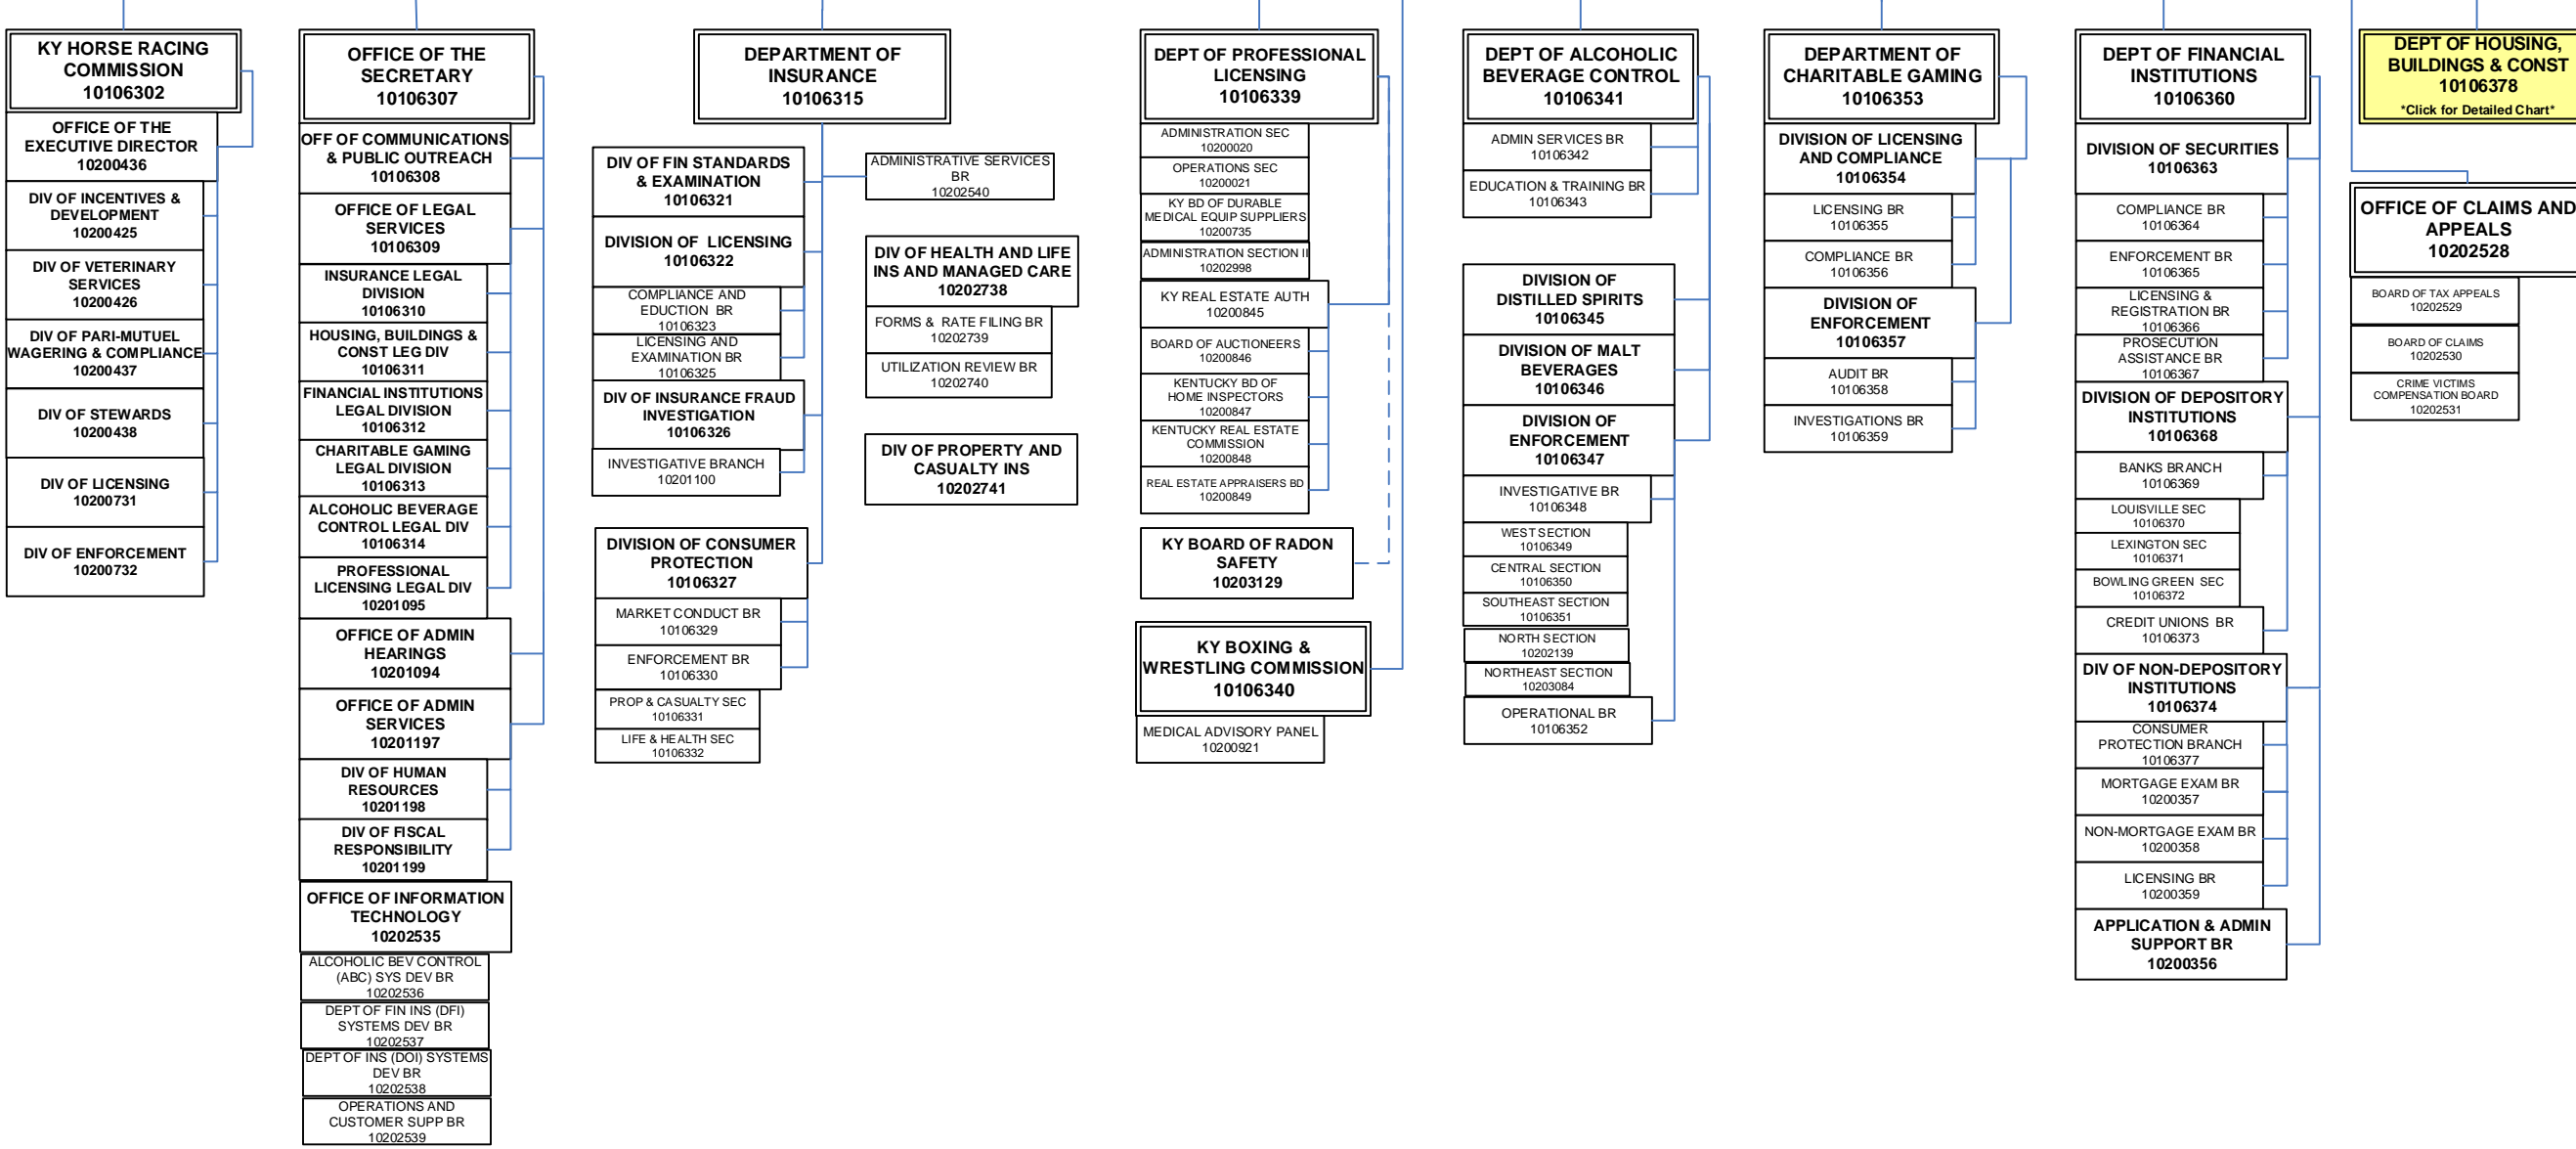 KY HORSE RACING
COMMISSION
10106302
OFFICE OF THE
EXECUTIVE DIRECTOR
10200436
DIV OF INCENTIVES &
DEVELOPMENT
10200425
DIV OF VETERINARY
SERVICES
10200426
DIV OF PARI-MUTUEL
WAGERING & COMPLIANCE
10200437
DIV OF STEWARDS
10200438
DIV OF LICENSING
10200731
DIV OF ENFORCEMENT
10200732
OFFICE OF THE
SECRETARY
10106307
OFF OF COMMUNICATIONS
& PUBLIC OUTREACH
10106308
OFFICE OF LEGAL
SERVICES
10106309
INSURANCE LEGAL
DIVISION
10106310
HOUSING, BUILDINGS &
CONST LEG DIV
10106311
FINANCIAL INSTITUTIONS
LEGAL DIVISION
10106312
CHARITABLE GAMING
LEGAL DIVISION
10106313
ALCOHOLIC BEVERAGE
CONTROL LEGAL DIV
10106314
PROFESSIONAL
LICENSING LEGAL DIV
10201095
OFFICE OF ADMIN
HEARINGS
10201094
OFFICE OF ADMIN
SERVICES
10201197
DIV OF HUMAN
RESOURCES
10201198
DIV OF FISCAL
RESPONSIBILITY
10201199
OFFICE OF INFORMATION
TECHNOLOGY
10202535
ALCOHOLIC BEV CONTROL
(ABC) SYS DEV BR
10202536
DEPT OF FIN INS (DFI)
SYSTEMS DEV BR
10202537
DEPT OF INS (DOI) SYSTEMS
DEV BR
10202538
OPERATIONS AND
CUSTOMER SUPP BR
10202539
DEPARTMENT OF
INSURANCE
10106315
DIV OF FIN STANDARDS
& EXAMINATION
10106321
DIVISION OF  LICENSING
10106322
COMPLIANCE AND
EDUCTION  BR
10106323
LICENSING AND
EXAMINATION BR
10106325
DIV OF INSURANCE FRAUD
INVESTIGATION
10106326
INVESTIGATIVE BRANCH
10201100
DIVISION OF CONSUMER
PROTECTION
10106327
MARKET CONDUCT BR
10106329
ENFORCEMENT BR
10106330
PROP & CASUALTY SEC
10106331
LIFE & HEALTH SEC
10106332
ADMINISTRATIVE SERVICES
BR
10202540
DIV OF HEALTH AND LIFE
INS AND MANAGED CARE
10202738
FORMS &  RATE FILING BR
10202739
UTILIZATION REVIEW BR
10202740
DIV OF PROPERTY AND
CASUALTY INS
10202741
DEPT OF PROFESSIONAL
LICENSING
10106339
ADMINISTRATION SEC
10200020
OPERATIONS SEC
10200021
KY BD OF DURABLE
MEDICAL EQUIP SUPPLIERS
10200735
ADMINISTRATION SECTION II
10202998
KY REAL ESTATE AUTH
10200845
BOARD OF AUCTIONEERS
10200846
KENTUCKY BD OF
HOME INSPECTORS
10200847
KENTUCKY REAL ESTATE
COMMISSION
10200848
REAL ESTATE APPRAISERS BD
10200849
KY BOARD OF RADON
SAFETY
10203129
KY BOXING &
WRESTLING COMMISSION
10106340
MEDICAL ADVISORY PANEL
10200921
DEPT OF ALCOHOLIC
BEVERAGE CONTROL
10106341
ADMIN SERVICES BR
10106342
EDUCATION & TRAINING BR
10106343
DIVISION OF
DISTILLED SPIRITS
10106345
DIVISION OF MALT
BEVERAGES
10106346
DIVISION OF
ENFORCEMENT
10106347
INVESTIGATIVE BR
10106348
WEST SECTION
10106349
CENTRAL SECTION
10106350
SOUTHEAST SECTION
10106351
NORTH SECTION
10202139
NORTHEAST SECTION
10203084
OPERATIONAL BR
10106352
DEPARTMENT OF
CHARITABLE GAMING
10106353
DIVISION OF LICENSING
AND COMPLIANCE
10106354
LICENSING BR
10106355
COMPLIANCE BR
10106356
DIVISION OF
ENFORCEMENT
10106357
AUDIT BR
10106358
INVESTIGATIONS BR
10106359
DEPT OF FINANCIAL
INSTITUTIONS
10106360
DIVISION OF SECURITIES
10106363
COMPLIANCE BR
10106364
ENFORCEMENT BR
10106365
LICENSING &
REGISTRATION BR
10106366
PROSECUTION
ASSISTANCE BR
10106367
DIVISION OF DEPOSITORY
INSTITUTIONS
10106368
BANKS BRANCH
10106369
LOUISVILLE SEC
10106370
LEXINGTON SEC
10106371
BOWLING GREEN  SEC
10106372
CREDIT UNIONS  BR
10106373
DIV OF NON-DEPOSITORY
INSTITUTIONS
10106374
CONSUMER
PROTECTION BRANCH
10106377
MORTGAGE EXAM BR
10200357
NON-MORTGAGE EXAM BR
10200358
LICENSING BR
10200359
APPLICATION & ADMIN
SUPPORT BR
10200356
DEPT OF HOUSING,
BUILDINGS & CONST
10106378
*Click for Detailed Chart*
OFFICE OF CLAIMS AND
APPEALS
10202528
BOARD OF TAX APPEALS
10202529
BOARD OF CLAIMS
10202530
CRIME VICTIMS
COMPENSATION BOARD
10202531